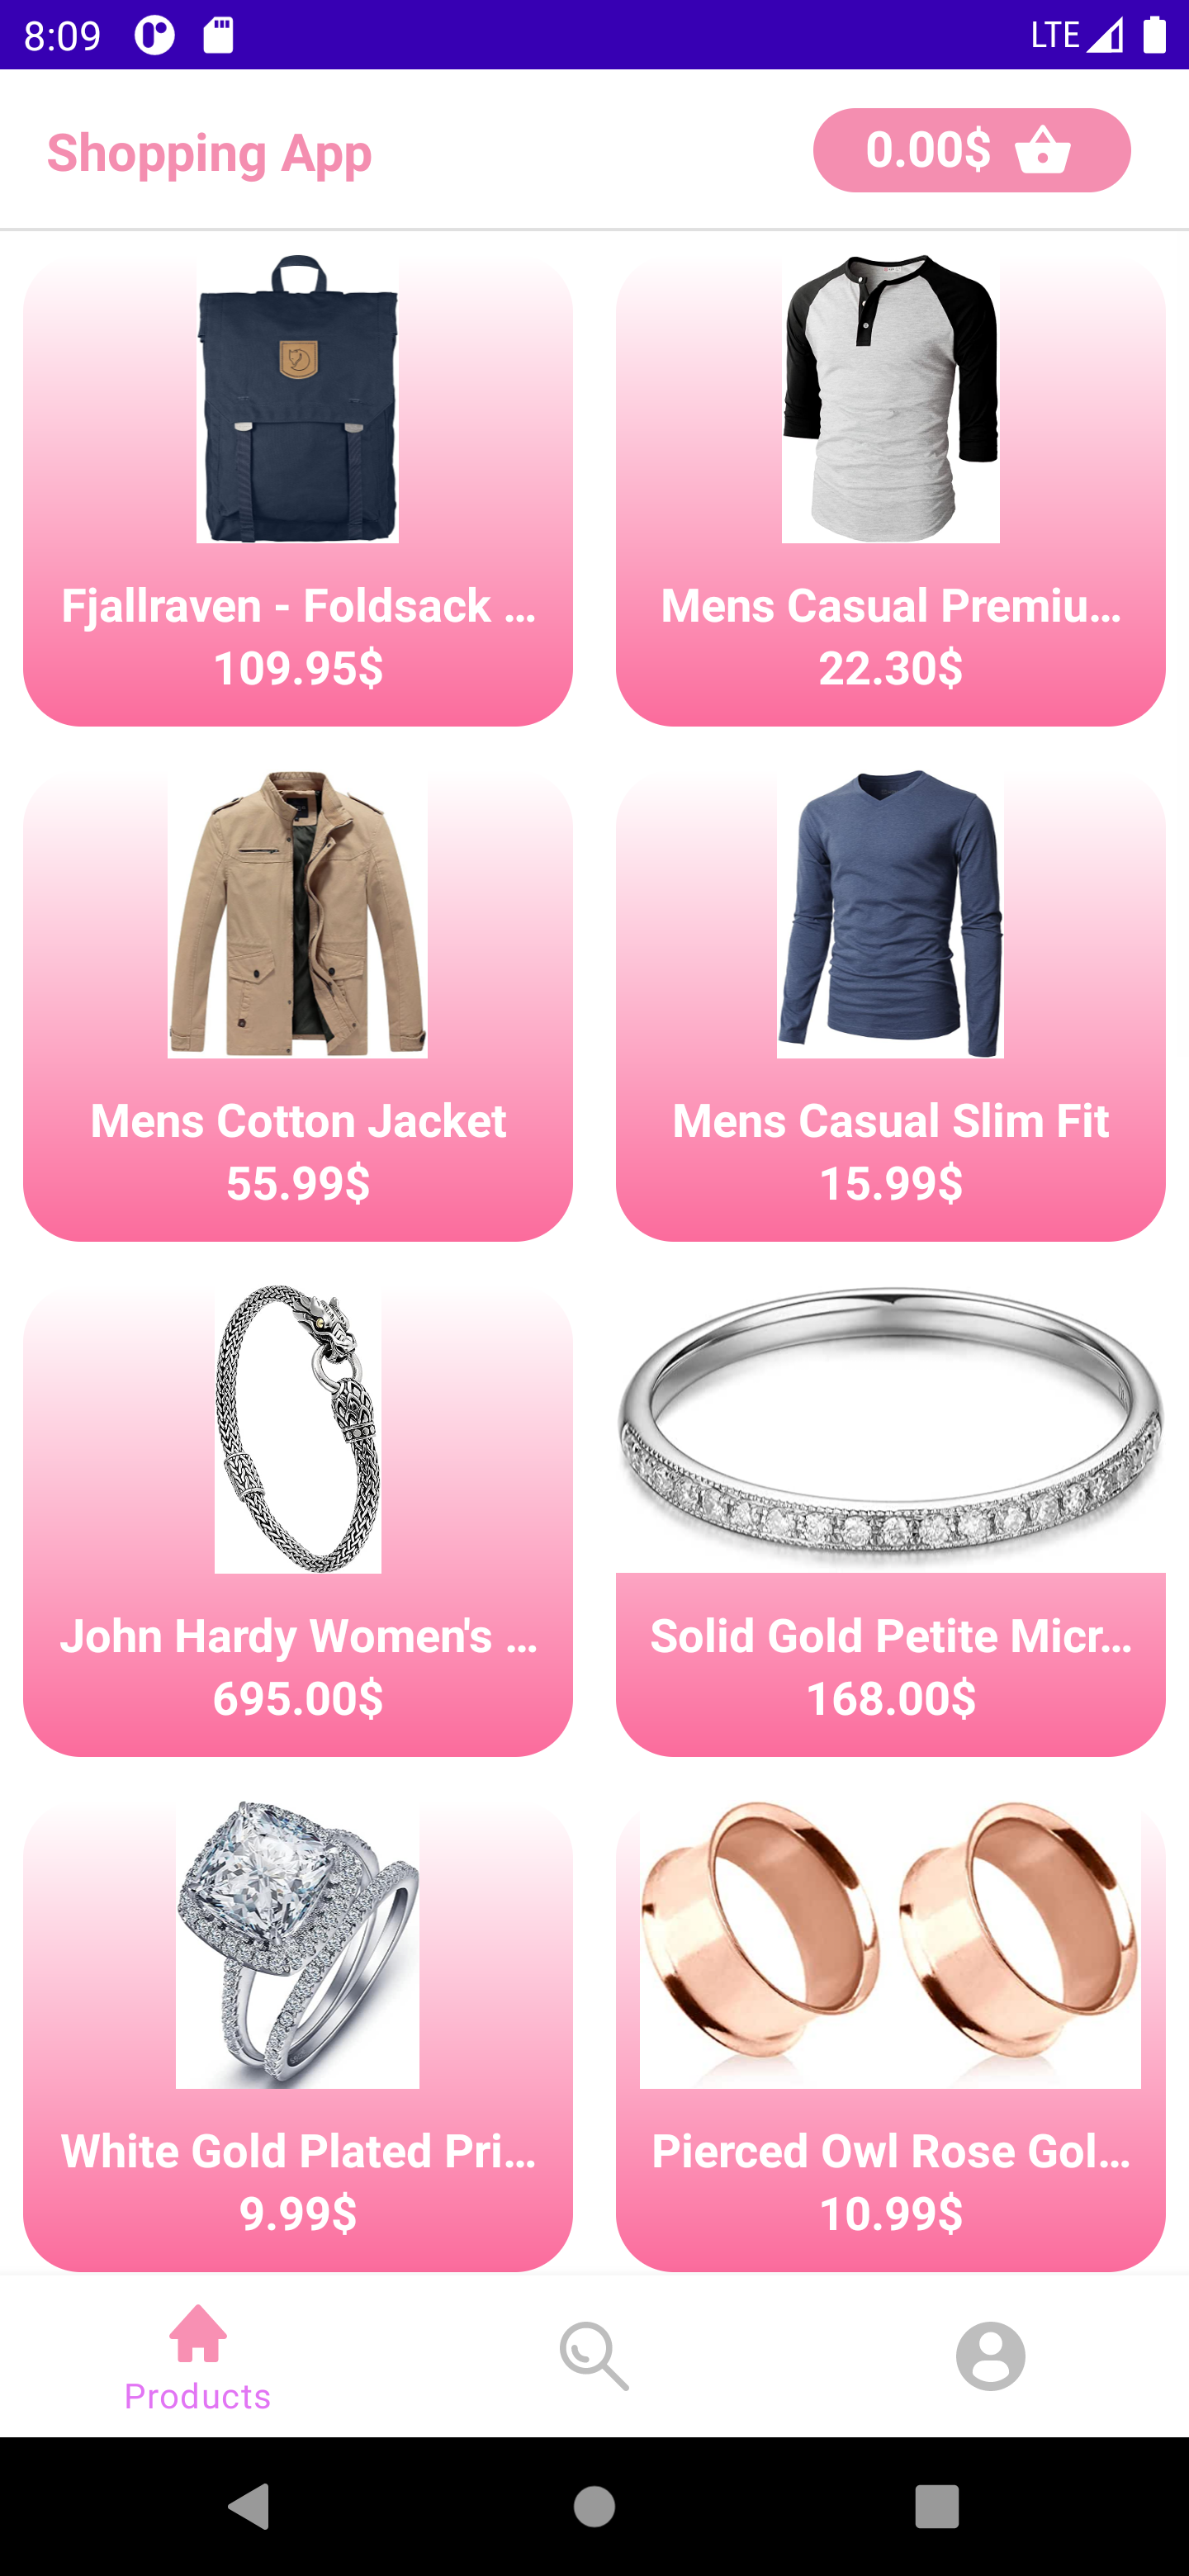 8:09
LTE
Shopping App
0.00$
Fjallraven - Foldsack ...
109.95$
Mens Casual Premiu...
22.30$
Mens Cotton Jacket
55.99$
Mens Casual Slim Fit
15.99$
John Hardy Women's ...
695.00$
Solid Gold Petite Micr...
168.00$
White Gold Plated Pri...
9.99$
Pierced Owl Rose Gol...
10.99$
Products